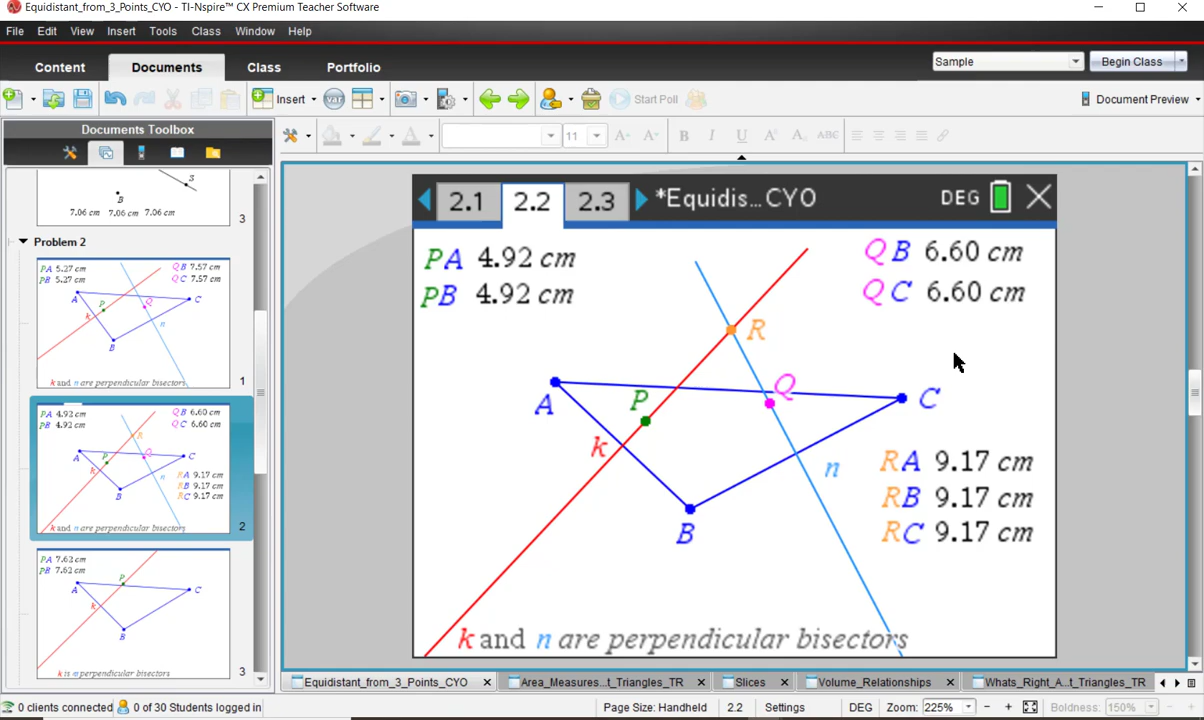 Equidistant_from_3_Points_CYO - TI-Nspire™ CX Premium Teacher Software
File Edit View Insert Tools Class Window Help
Content Documents Class Portfolio
Sample Begin Class
Insert var Start Poll Document Preview
Documents Toolbox
11 A A B I U A A ABC
S
B
7.06 cm 7.06 cm 7.06 cm
3
Problem 2
PA 5.27 cm QB 7.57 cm
PB 5.27 cm QC 7.57 cm
A P Q C
k n
B
k and n are perpendicular bisectors
1
PA 4.92 cm QB 6.60 cm
PB 4.92 cm QC 6.60 cm
R
A P Q C
k n RA 9.17 cm
B RB 9.17 cm
RC 9.17 cm
k and n are perpendicular bisectors
2
PA 7.62 cm
PB 7.62 cm
P
A C
k
B
k is n perpendicular bisectors
3
2.1 2.2 2.3 *Equidis...CYO DEG
PA 4.92 cm QB 6.60 cm
PB 4.92 cm QC 6.60 cm
R
A P Q C
k n
RA 9.17 cm
RB 9.17 cm
B RC 9.17 cm
k and n are perpendicular bisectors
Equidistant_from_3_Points_CYO Area_Measures...t_Triangles_TR Slices Volume_Relationships Whats_Right_A...t_Triangles_TR
0 clients connected 0 of 30 Students logged in Page Size: Handheld 2.2 Settings DEG Zoom: 225% Boldness: 150%